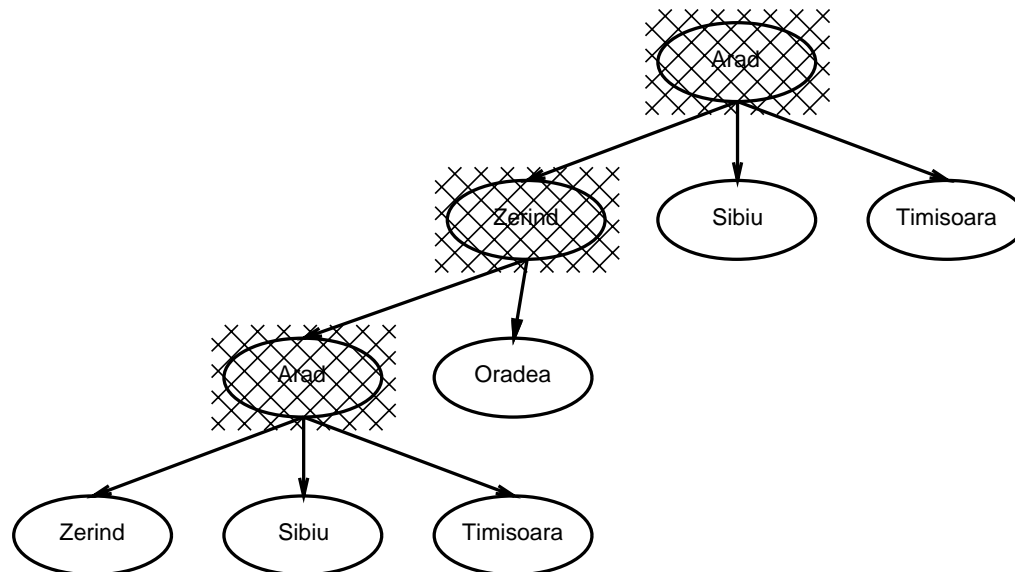 Arad
Zerind
Sibiu
Timisoara
Arad
Oradea
Zerind
Sibiu
Timisoara